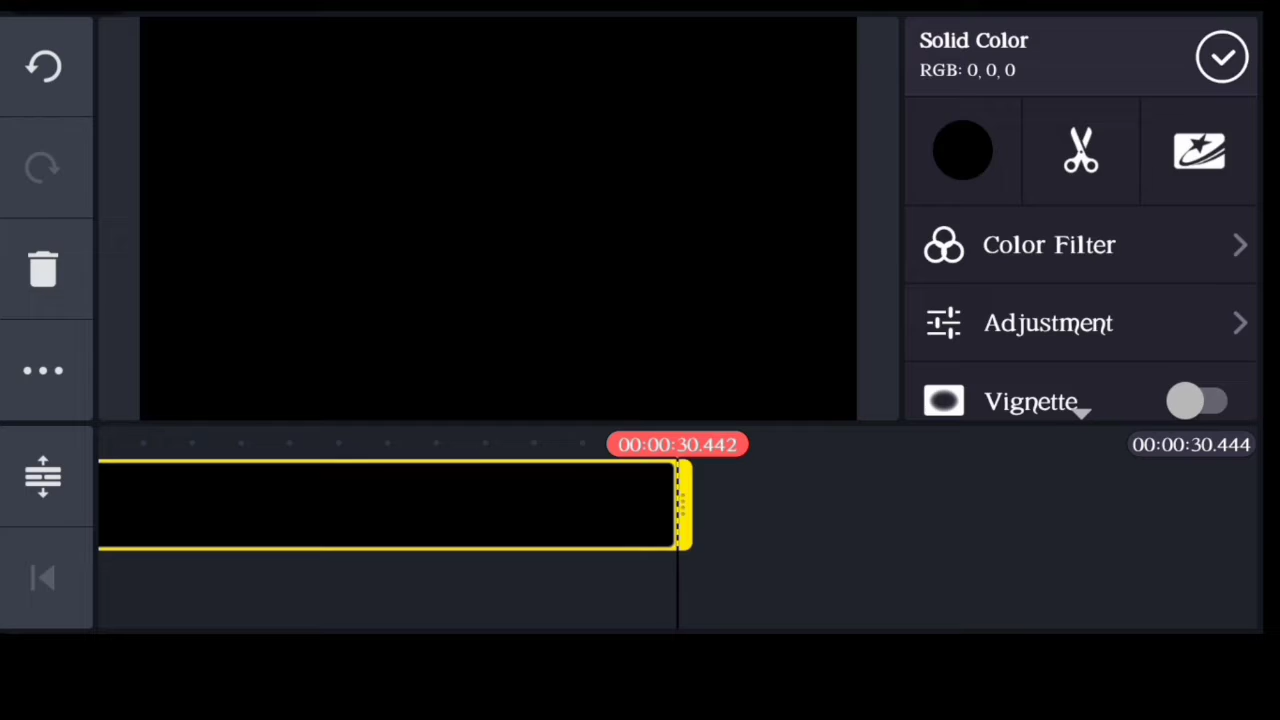 Solid Color
RGB: 0, 0, 0
Color Filter
Adjustment
Vignette
00:00:30.442
00:00:30.444